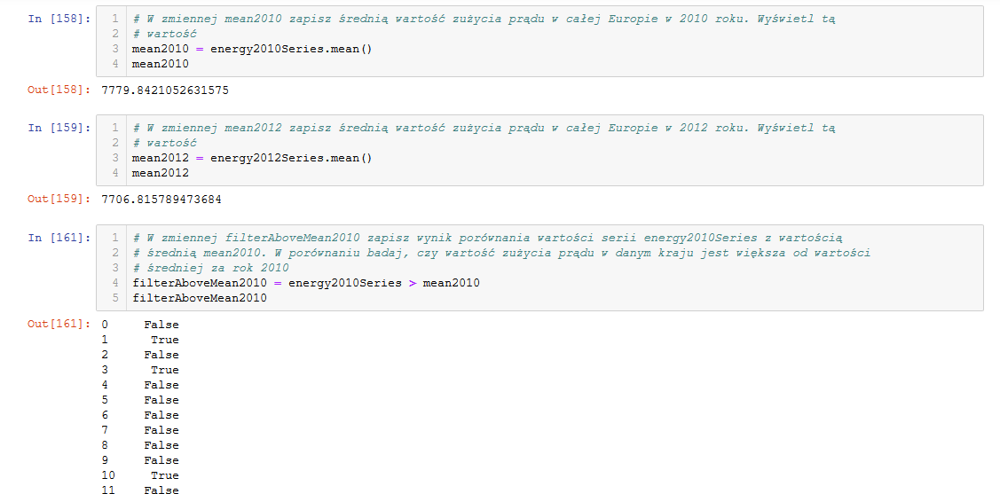 In [158]:
1 # W zmiennej mean2010 zapisz średnią wartość zużycia prądu w całej Europie w 2010 roku. Wyświetl tą
2 # wartość
3 mean2010 = energy2010Series.mean()
4 mean2010
Out[158]: 7779.8421052631575
In [159]:
1 # W zmiennej mean2012 zapisz średnią wartość zużycia prądu w całej Europie w 2012 roku. Wyświetl tą
2 # wartość
3 mean2012 = energy2012Series.mean()
4 mean2012
Out[159]: 7706.815789473684
In [161]:
1 # W zmiennej filterAboveMean2010 zapisz wynik porównania wartości serii energy2010Series z wartością
2 # średnią mean2010. W porównaniu badaj, czy wartość zużycia prądu w danym kraju jest większa od wartości
3 # średniej za rok 2010
4 filterAboveMean2010 = energy2010Series > mean2010
5 filterAboveMean2010
Out[161]: 0 False
1 True
2 False
3 True
4 False
5 False
6 False
7 False
8 False
9 False
10 True
11 False